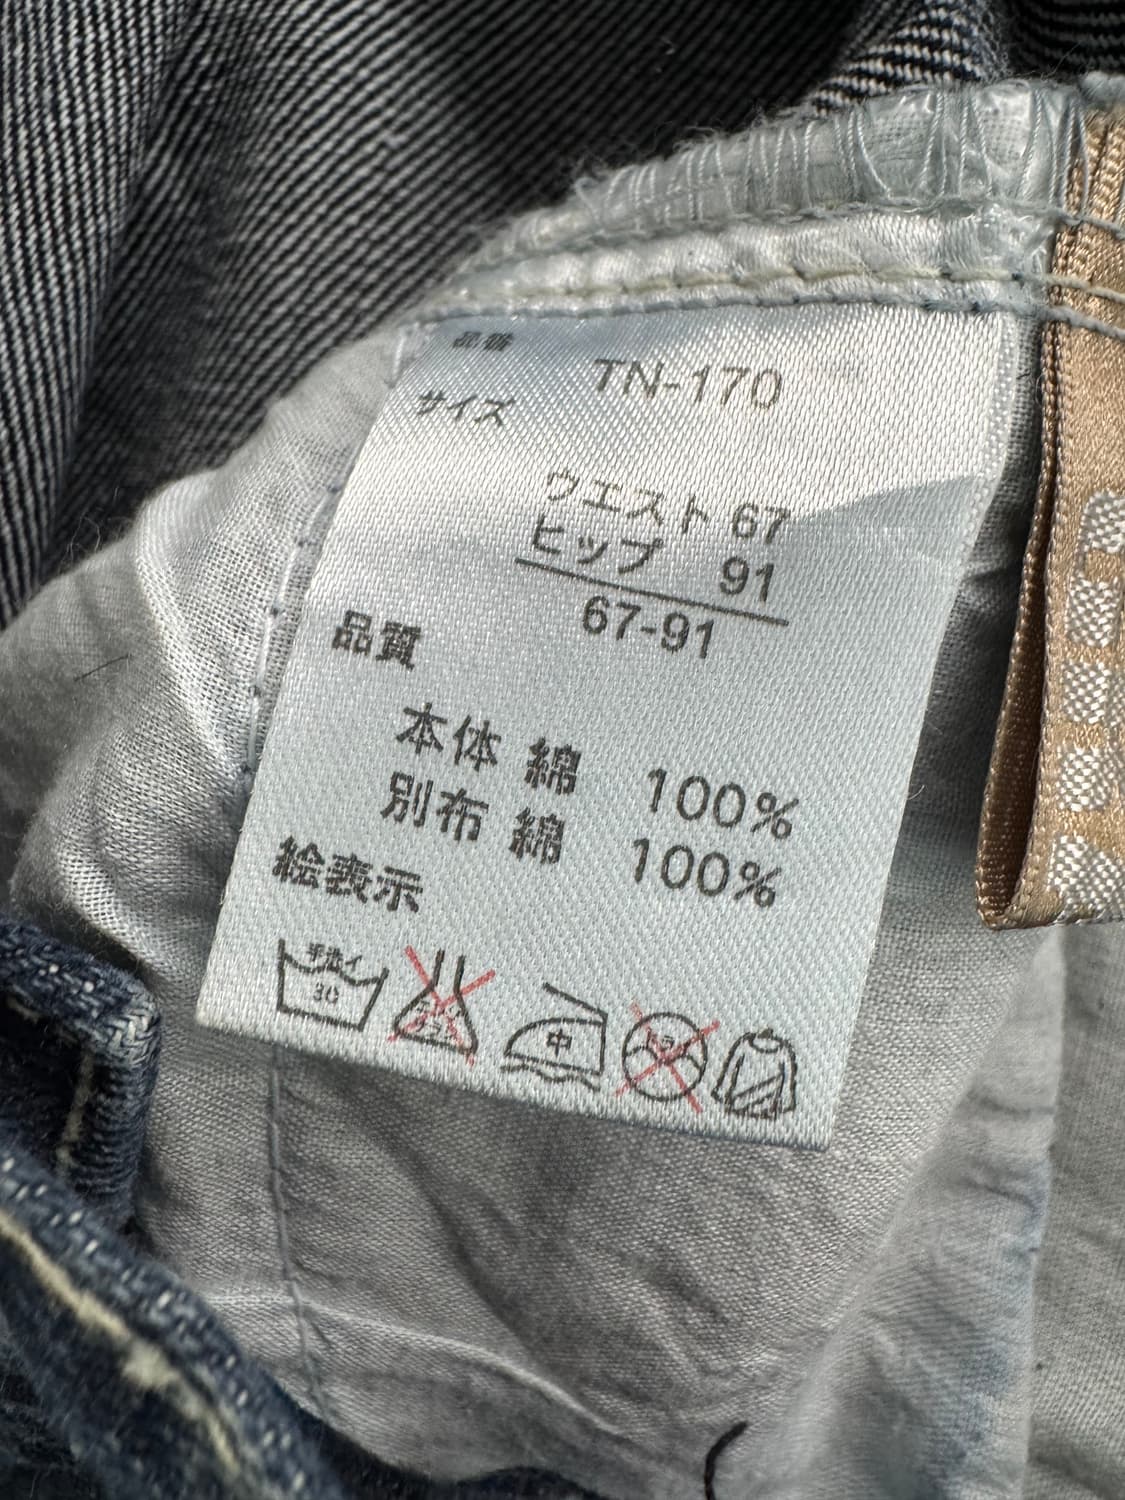 品番
TN-170
サイズ
ウエスト 67
ヒップ 91
67-91
品質
本体 綿 100%
別布 綿 100%
絵表示
手洗イ
30
中